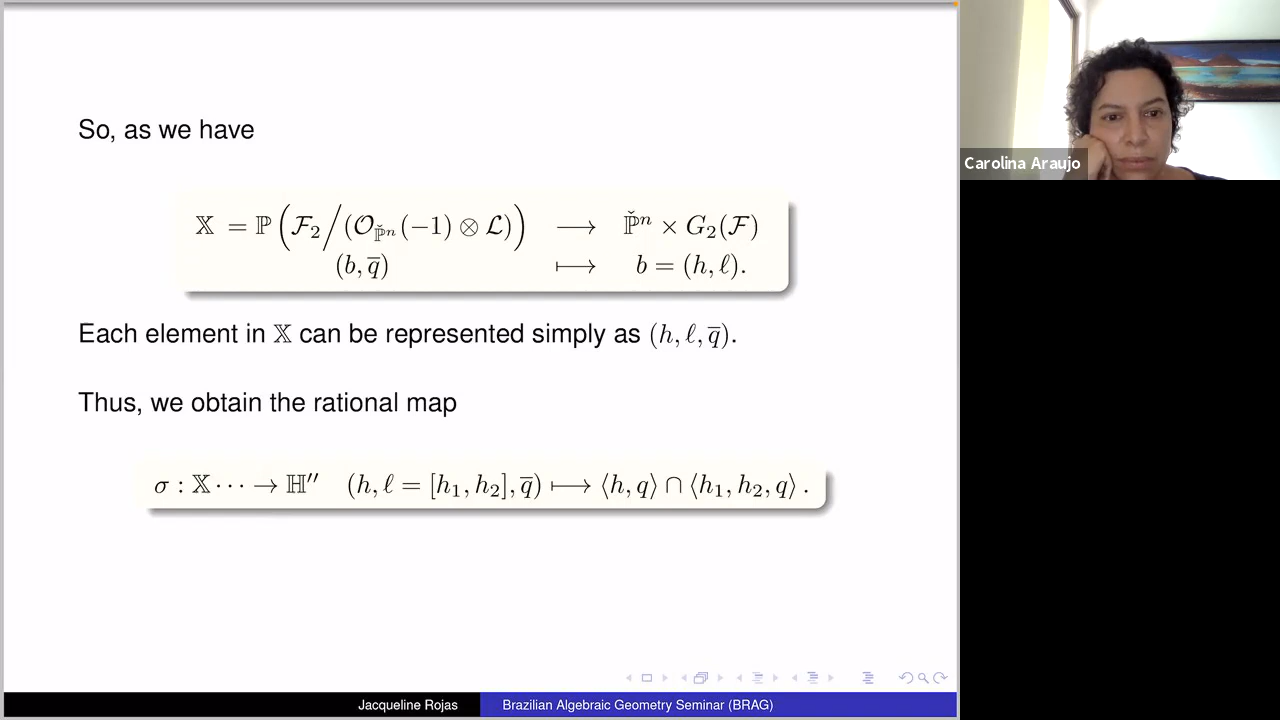 So, as we have
𝕏 = ℙ(ℱ₂/(𝒪_{ℙ̌ⁿ}(−1) ⊗ ℒ)) ⟶ ℙ̌ⁿ × G₂(ℱ)
(b, q̅) ⟼ b = (h, ℓ).
Each element in 𝕏 can be represented simply as (h, ℓ, q̅).
Thus, we obtain the rational map
σ : 𝕏 ⋯ → ℍ″ (h, ℓ = [h₁, h₂], q̅) ⟼ ⟨h, q⟩ ∩ ⟨h₁, h₂, q⟩ .
Jacqueline Rojas Brazilian Algebraic Geometry Seminar (BRAG)
Carolina Araujo